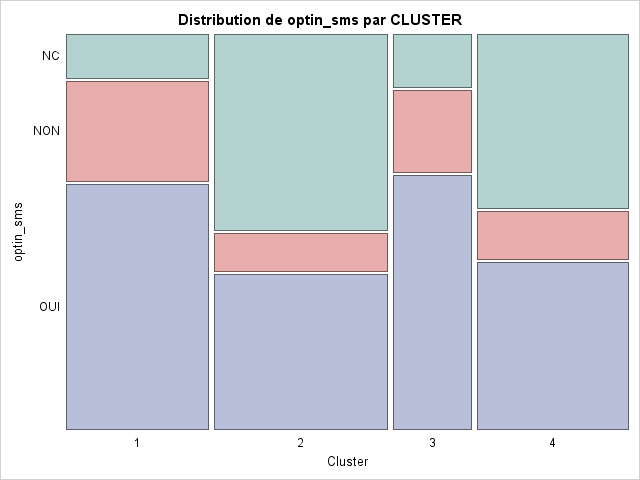 Distribution de optin_sms par CLUSTER
NC
NON
OUI
optin_sms
1
2
3
4
Cluster